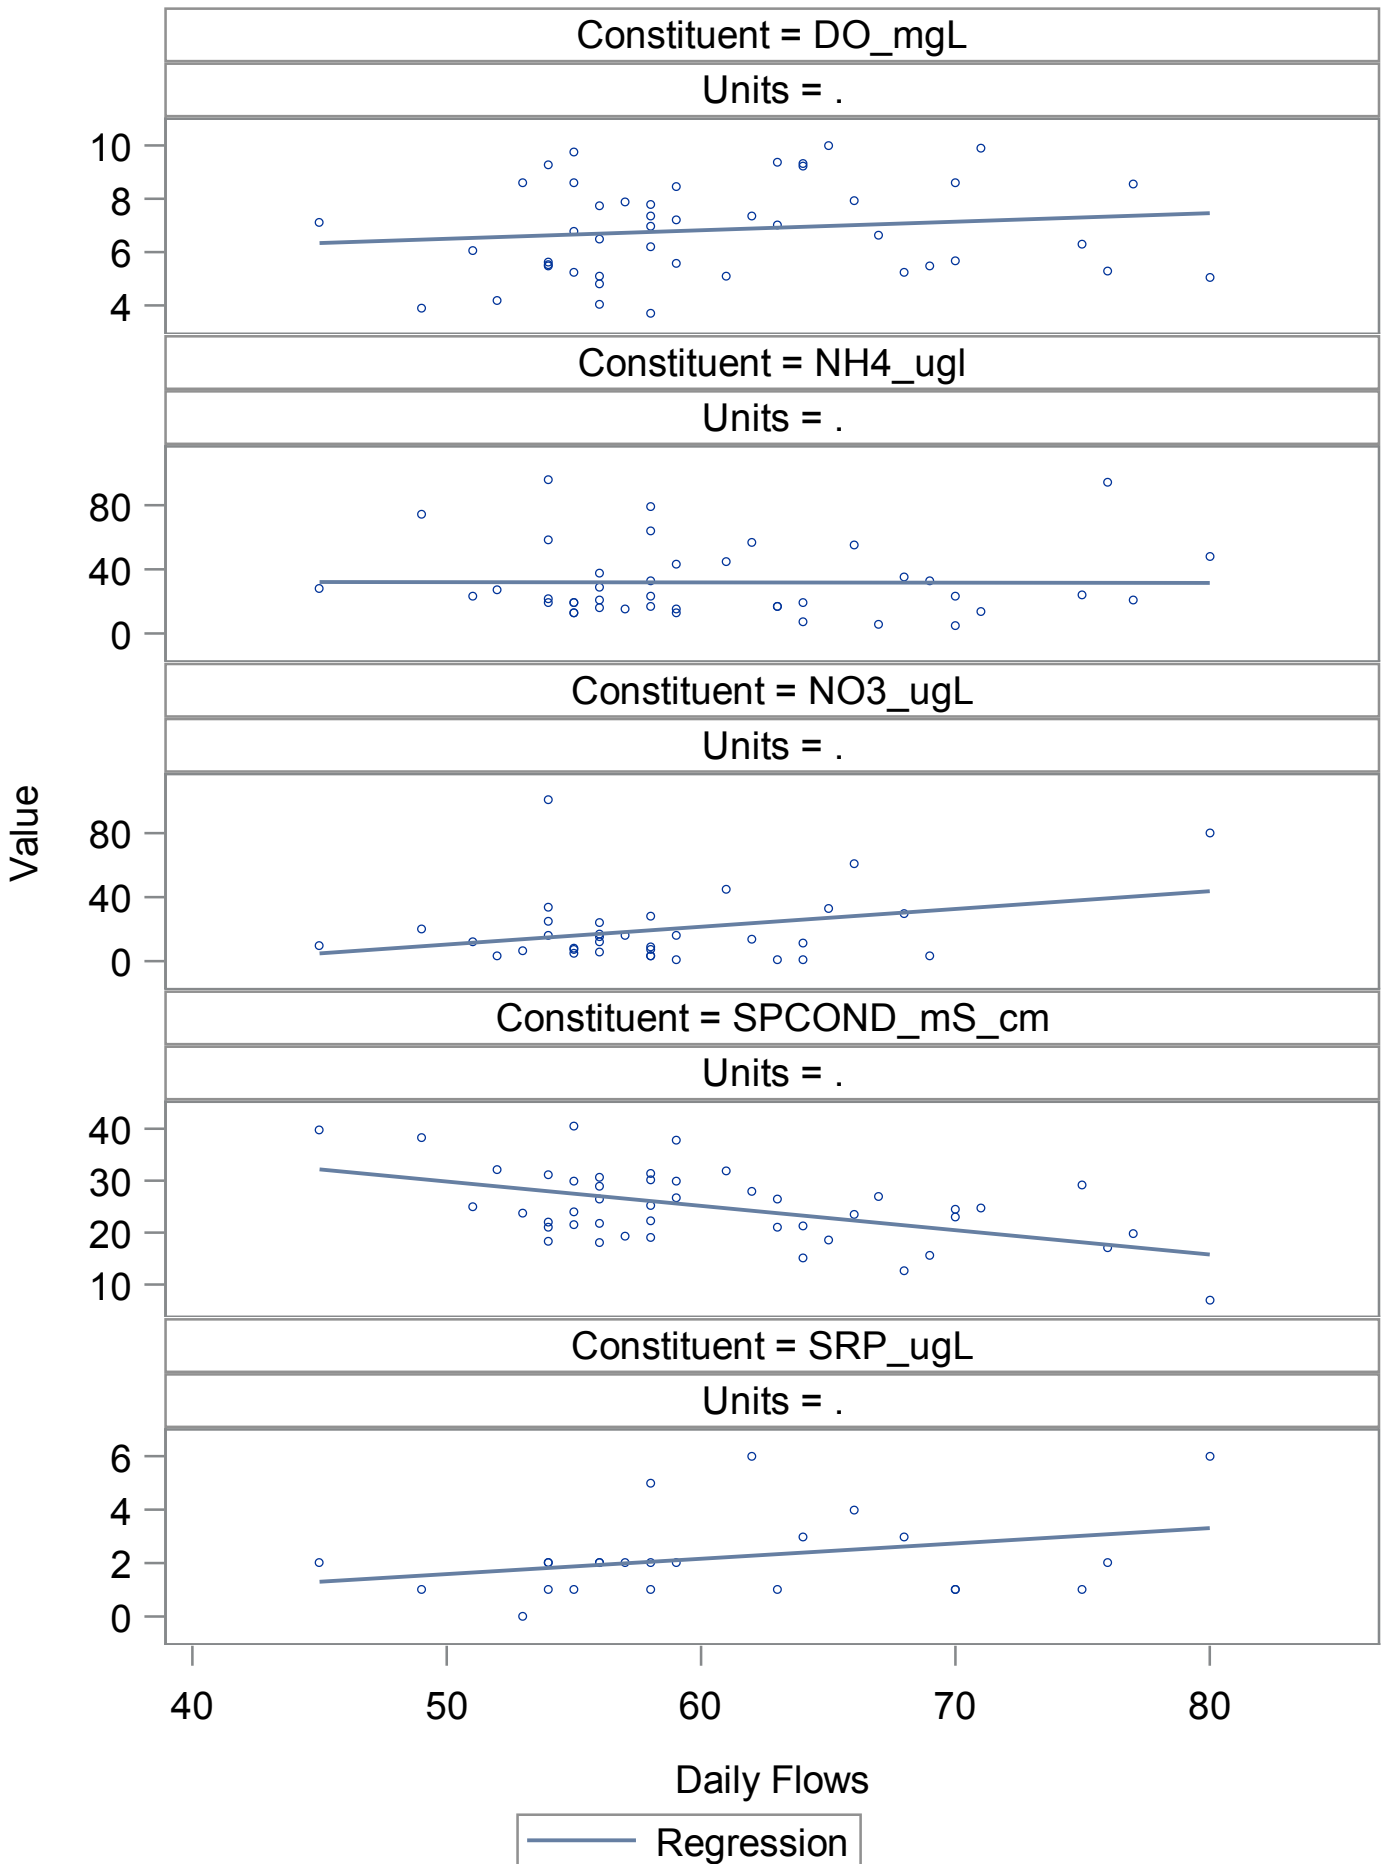 Constituent = DO_mgL
Units = .
10
8
6
4
Constituent = NH4_ugl
Units = .
80
40
0
Constituent = NO3_ugL
Units = .
Value
80
40
0
Constituent = SPCOND_mS_cm
Units = .
40
30
20
10
Constituent = SRP_ugL
Units = .
6
4
2
0
40 50 60 70 80
Daily Flows
Regression